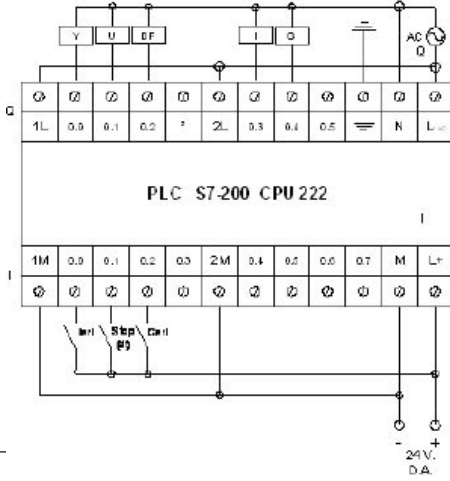 Y U DF I G
AC
Q
Q
1L 0.0 0.1 0.2 2L 0.3 0.4 0.5 N
PLC S7-200 CPU 222
I
1M 0.0 0.1 0.2 0.3 2M 0.4 0.5 0.6 0.7 M L+
I
Stop
- +
24V.
D.A.